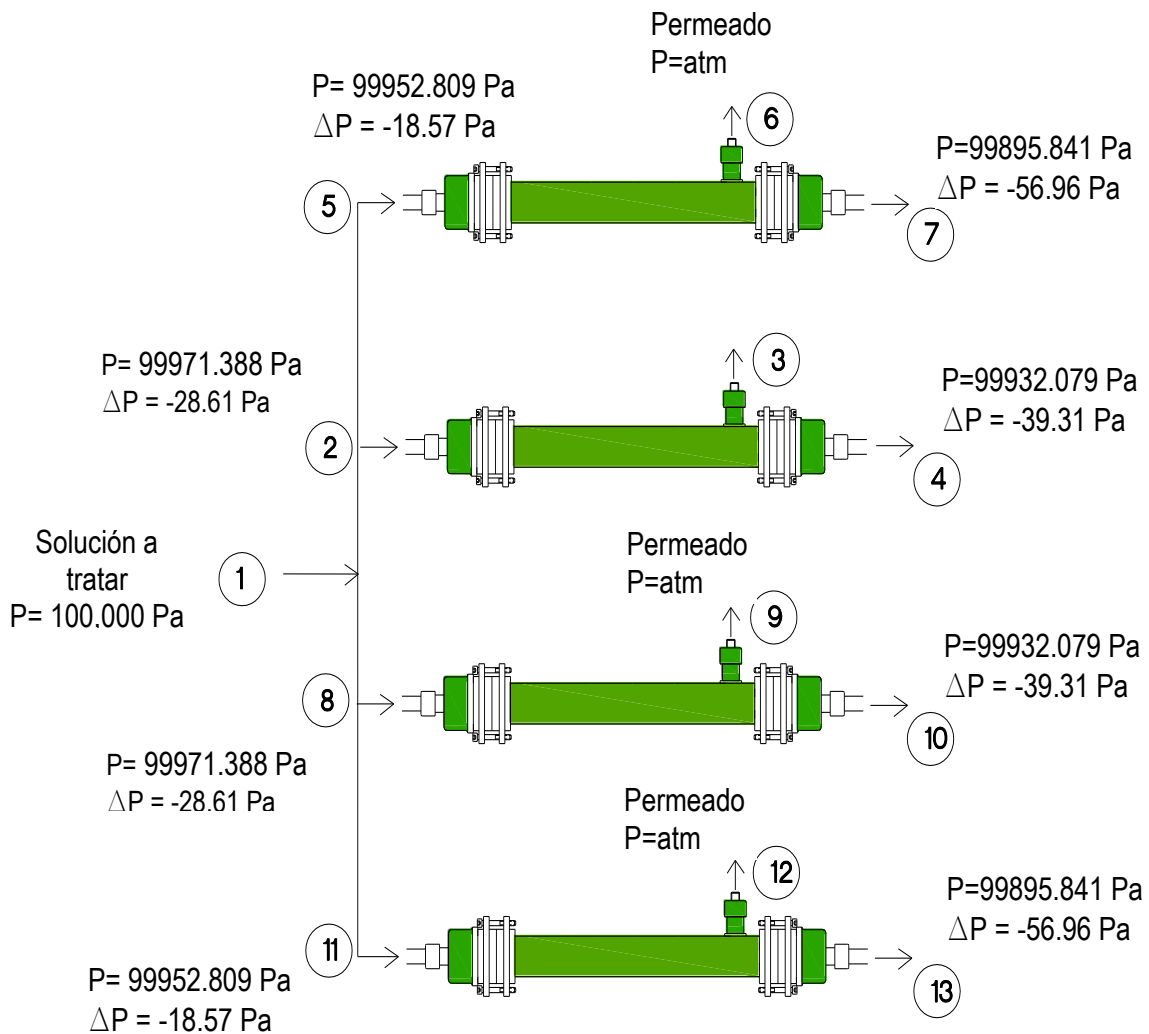 Permeado
P=atm
P= 99952.809 Pa
△P = -18.57 Pa
6
P=99895.841 Pa
△P = -56.96 Pa
5
7
P= 99971.388 Pa
△P = -28.61 Pa
3
P=99932.079 Pa
△P = -39.31 Pa
2
4
Solución a
tratar
P= 100.000 Pa
1
Permeado
P=atm
9
P=99932.079 Pa
△P = -39.31 Pa
8
10
P= 99971.388 Pa
△P = -28.61 Pa
Permeado
P=atm
12
P=99895.841 Pa
△P = -56.96 Pa
11
13
P= 99952.809 Pa
△P = -18.57 Pa